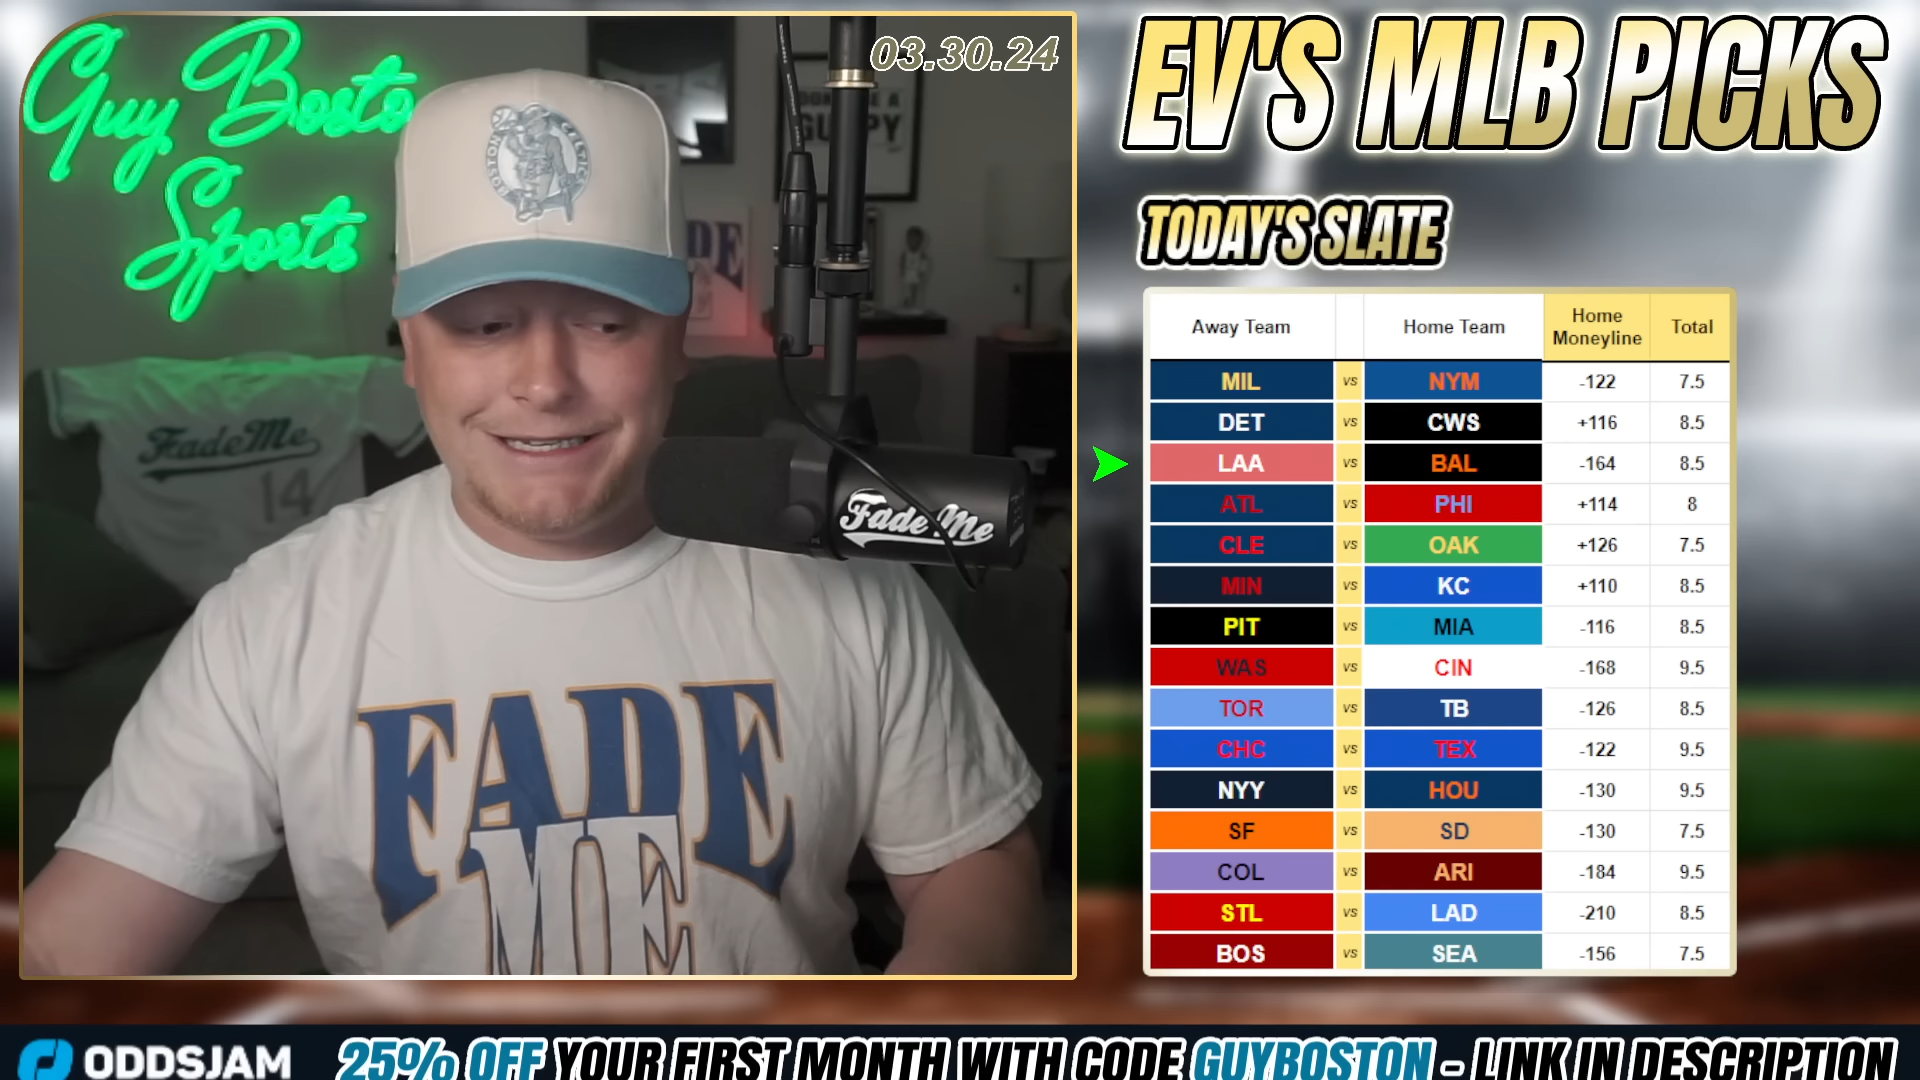 Guy Bosto
Sports
03.30.24
BOSTON CELTICS
FadeMe
14
FADE
Fade Me
FADE
ME
EV'S MLB PICKS
TODAY'S SLATE
Away Team Home Team Home Moneyline Total
MIL vs NYM -122 7.5
DET vs CWS +116 8.5
LAA vs BAL -164 8.5
ATL vs PHI +114 8
CLE vs OAK +126 7.5
MIN vs KC +110 8.5
PIT vs MIA -116 8.5
WAS vs CIN -168 9.5
TOR vs TB -126 8.5
CHC vs TEX -122 9.5
NYY vs HOU -130 9.5
SF vs SD -130 7.5
COL vs ARI -184 9.5
STL vs LAD -210 8.5
BOS vs SEA -156 7.5
ODDSJAM 25% OFF YOUR FIRST MONTH WITH CODE GUYBOSTON - LINK IN DESCRIPTION